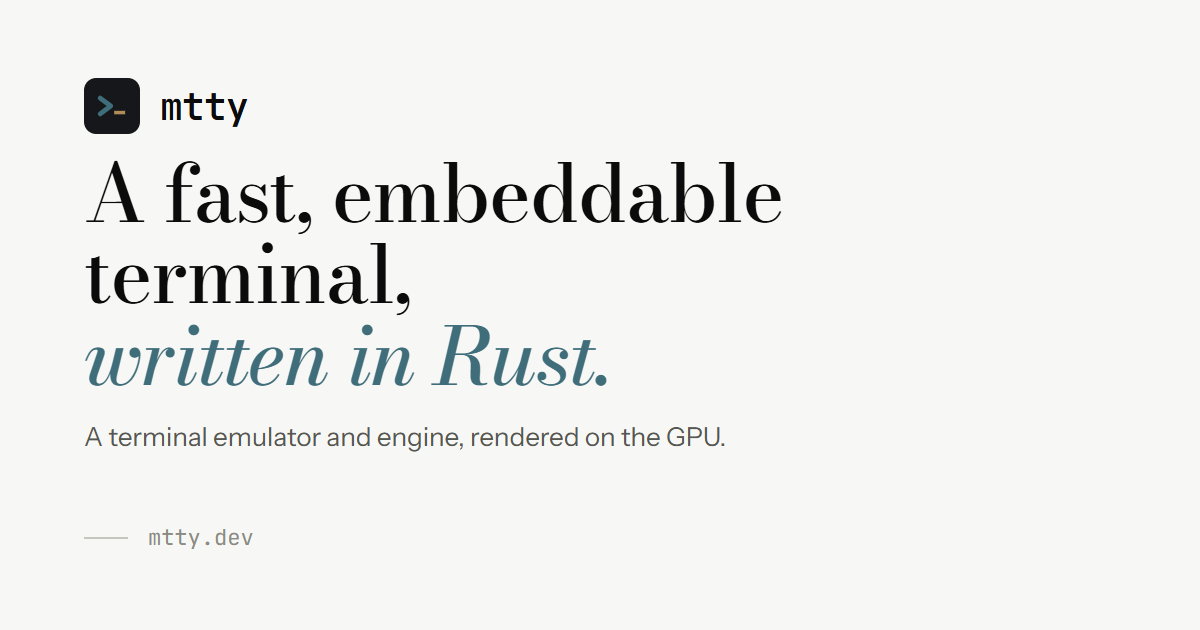 >_ mtty
A fast, embeddable
terminal,
written in Rust.
A terminal emulator and engine, rendered on the GPU.
mtty.dev